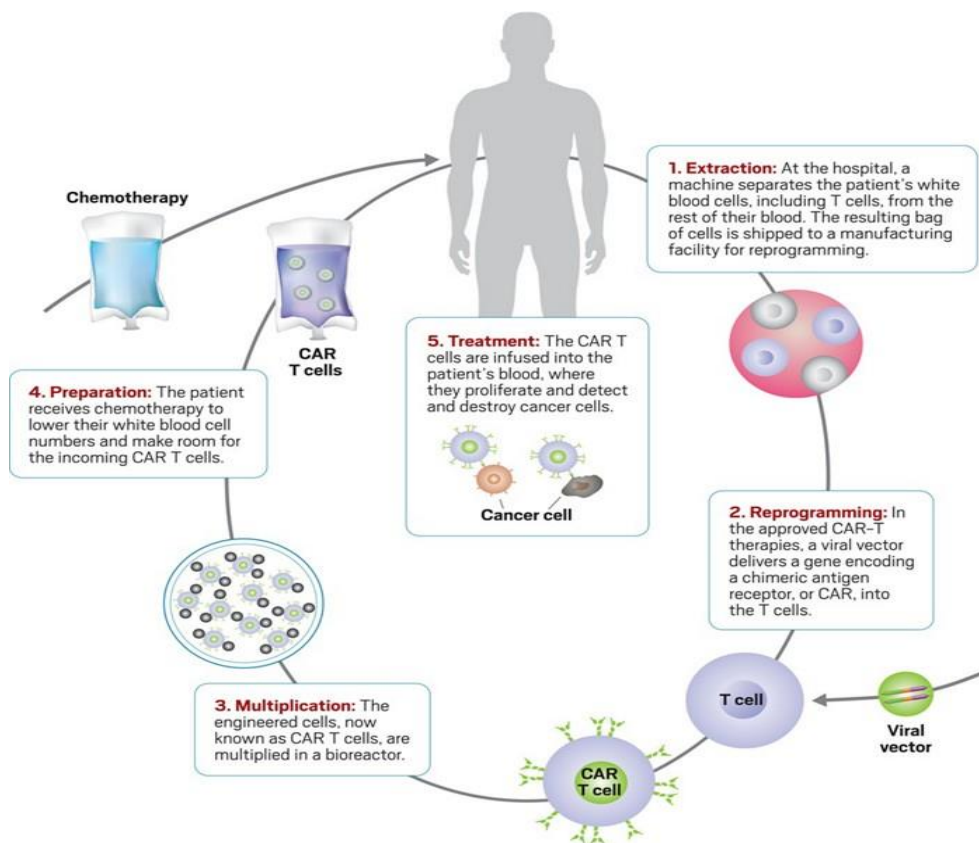 Chemotherapy
CAR
T cells
1. Extraction: At the hospital, a
machine separates the patient's white
blood cells, including T cells, from the
rest of their blood. The resulting bag
of cells is shipped to a manufacturing
facility for reprogramming.
2. Reprogramming: In
the approved CAR–T
therapies, a viral vector
delivers a gene encoding
a chimeric antigen
receptor, or CAR, into
the T cells.
T cell
Viral
vector
CAR
T cell
3. Multiplication: The
engineered cells, now
known as CAR T cells, are
multiplied in a bioreactor.
4. Preparation: The patient
receives chemotherapy to
lower their white blood cell
numbers and make room for
the incoming CAR T cells.
5. Treatment: The CAR T
cells are infused into the
patient's blood, where
they proliferate and detect
and destroy cancer cells.
Cancer cell